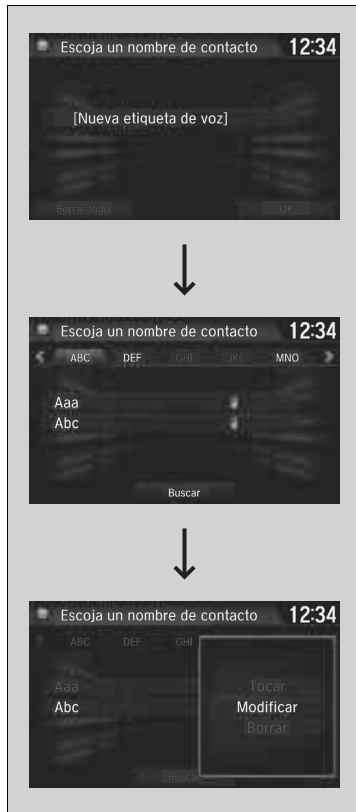 Escoja un nombre de contacto 12:34
[Nueva etiqueta de voz]
Borrar todo OK
Escoja un nombre de contacto 12:34
ABC DEF GHI JKL MNO
Aaa
Abc
Buscar
Escoja un nombre de contacto 12:34
ABC DEF GHI
Aaa Tocar
Abc Modificar
Borrar
Buscar